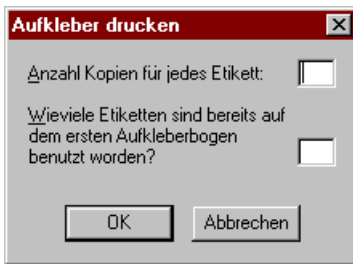 Aufkleber drucken
Anzahl Kopien für jedes Etikett:
Wieviele Etiketten sind bereits auf
dem ersten Aufkleberbogen
benutzt worden?
OK
Abbrechen